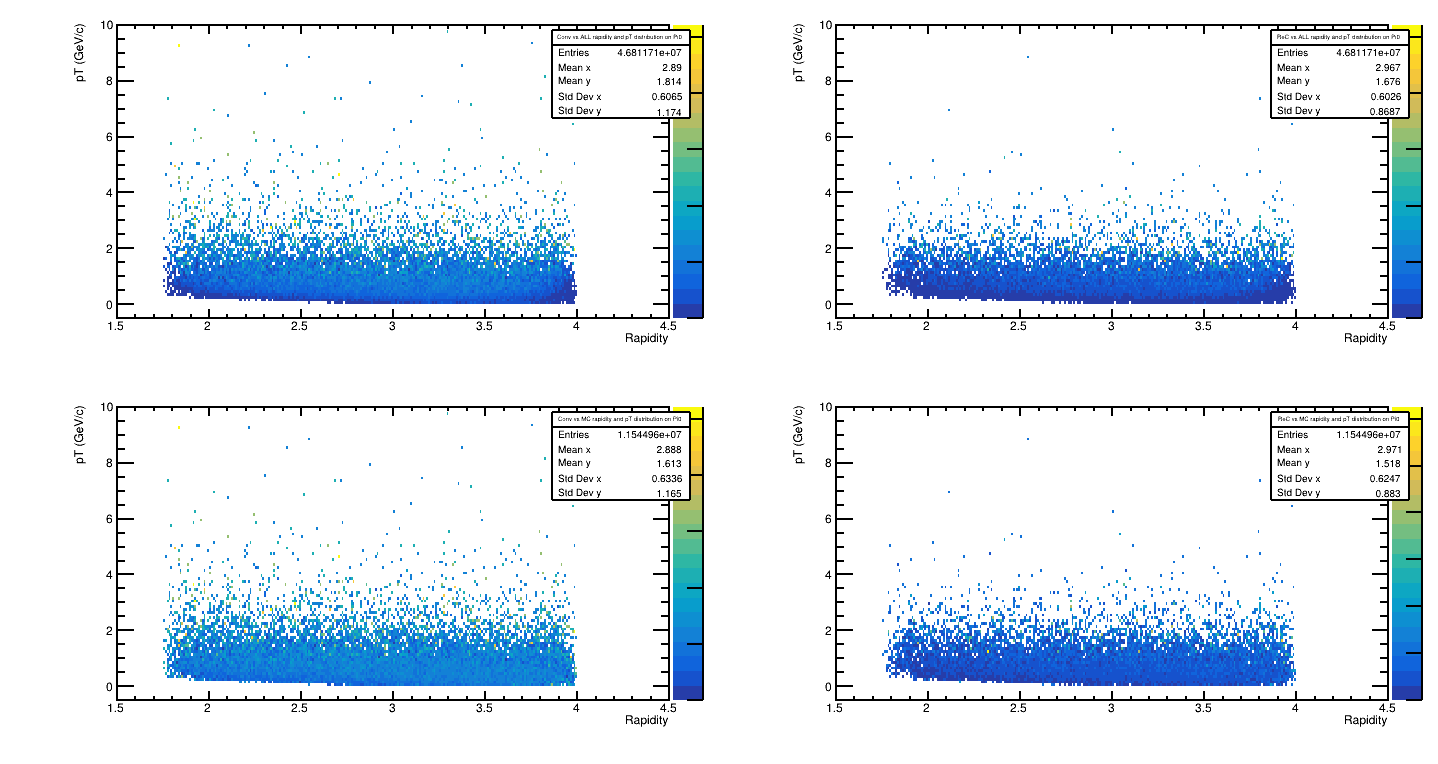 pT (GeV/c)
10
8
6
4
2
0
1.5 2 2.5 3 3.5 4 4.5
Rapidity
Conv vs ALL rapidity and pT distribution on Pi0
Entries 4.681171e+07
Mean x 2.89
Mean y 1.814
Std Dev x 0.6065
Std Dev y 1.174
pT (GeV/c)
10
8
6
4
2
0
1.5 2 2.5 3 3.5 4 4.5
Rapidity
ReC vs ALL rapidity and pT distribution on Pi0
Entries 4.681171e+07
Mean x 2.967
Mean y 1.676
Std Dev x 0.6026
Std Dev y 0.8687
pT (GeV/c)
10
8
6
4
2
0
1.5 2 2.5 3 3.5 4 4.5
Rapidity
Conv vs MC rapidity and pT distribution on Pi0
Entries 1.154496e+07
Mean x 2.888
Mean y 1.613
Std Dev x 0.6336
Std Dev y 1.165
pT (GeV/c)
10
8
6
4
2
0
1.5 2 2.5 3 3.5 4 4.5
Rapidity
ReC vs MC rapidity and pT distribution on Pi0
Entries 1.154496e+07
Mean x 2.971
Mean y 1.518
Std Dev x 0.6247
Std Dev y 0.883